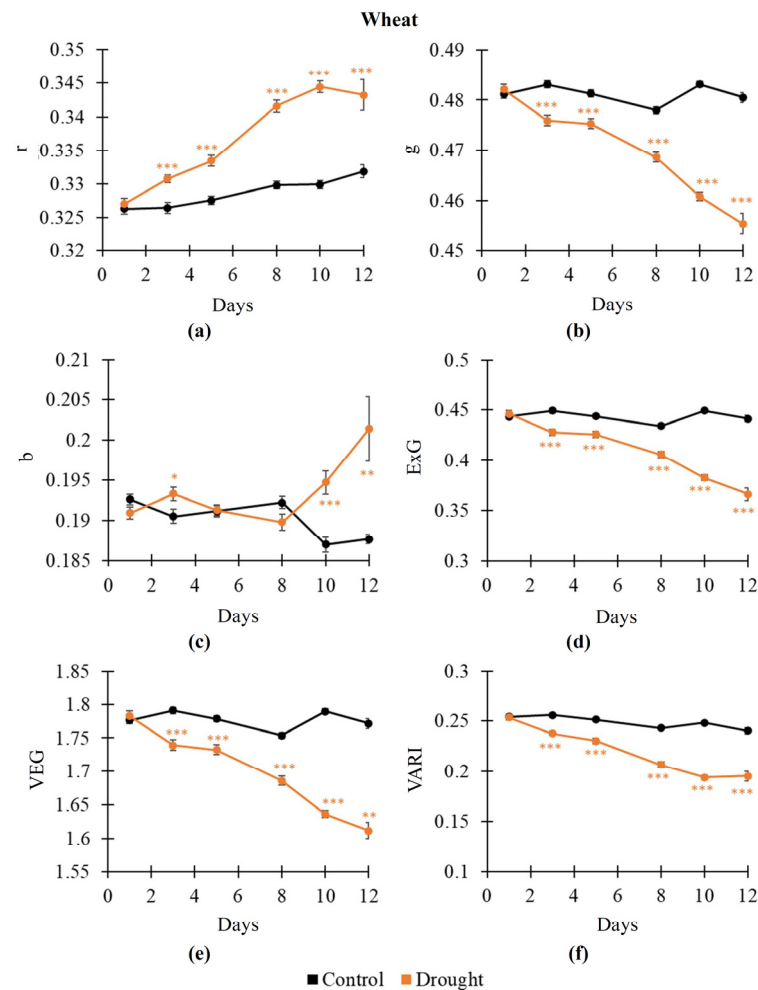 Wheat
0.35
0.345
0.34
0.335
0.33
0.325
0.32
r
***
***
***
***
***
0 2 4 6 8 10 12
Days
(a)
0.49
0.48
0.47
0.46
0.45
g
***
***
***
***
***
0 2 4 6 8 10 12
Days
(b)
0.21
0.205
0.2
0.195
0.19
0.185
b
*
***
**
0 2 4 6 8 10 12
Days
(c)
0.5
0.45
0.4
0.35
0.3
ExG
***
***
***
***
***
0 2 4 6 8 10 12
Days
(d)
1.85
1.8
1.75
1.7
1.65
1.6
1.55
VEG
***
***
***
***
**
0 2 4 6 8 10 12
Days
(e)
0.3
0.25
0.2
0.15
0.1
VARI
***
***
***
***
***
0 2 4 6 8 10 12
Days
(f)
Control Drought